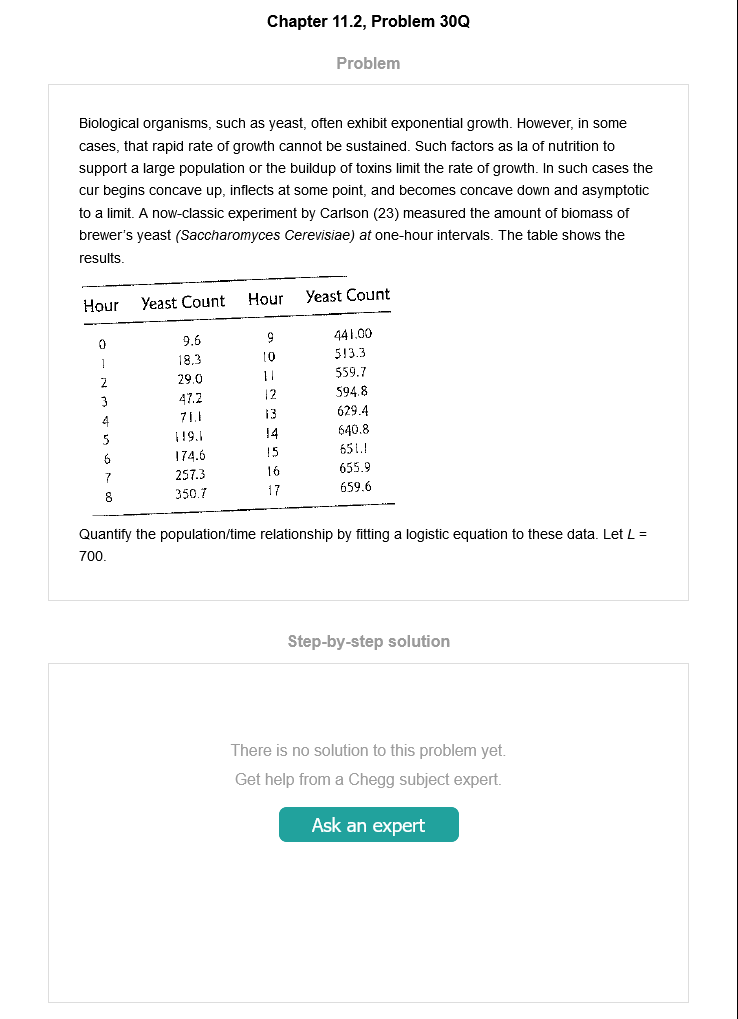 Chapter 11.2, Problem 30Q
Problem
Biological organisms, such as yeast, often exhibit exponential growth. However, in some
cases, that rapid rate of growth cannot be sustained. Such factors as la of nutrition to
support a large population or the buildup of toxins limit the rate of growth. In such cases the
cur begins concave up, inflects at some point, and becomes concave down and asymptotic
to a limit. A now-classic experiment by Carlson (23) measured the amount of biomass of
brewer's yeast (Saccharomyces Cerevisiae) at one-hour intervals. The table shows the
results.
Hour Yeast Count Hour Yeast Count
0 9.6 9 441.00
1 18.3 10 513.3
2 29.0 11 559.7
3 47.2 12 594.8
4 71.1 13 629.4
5 119.1 14 640.8
6 174.6 15 651.1
7 257.3 16 655.9
8 350.7 17 659.6
Quantify the population/time relationship by fitting a logistic equation to these data. Let L =
700.
Step-by-step solution
There is no solution to this problem yet.
Get help from a Chegg subject expert.
Ask an expert